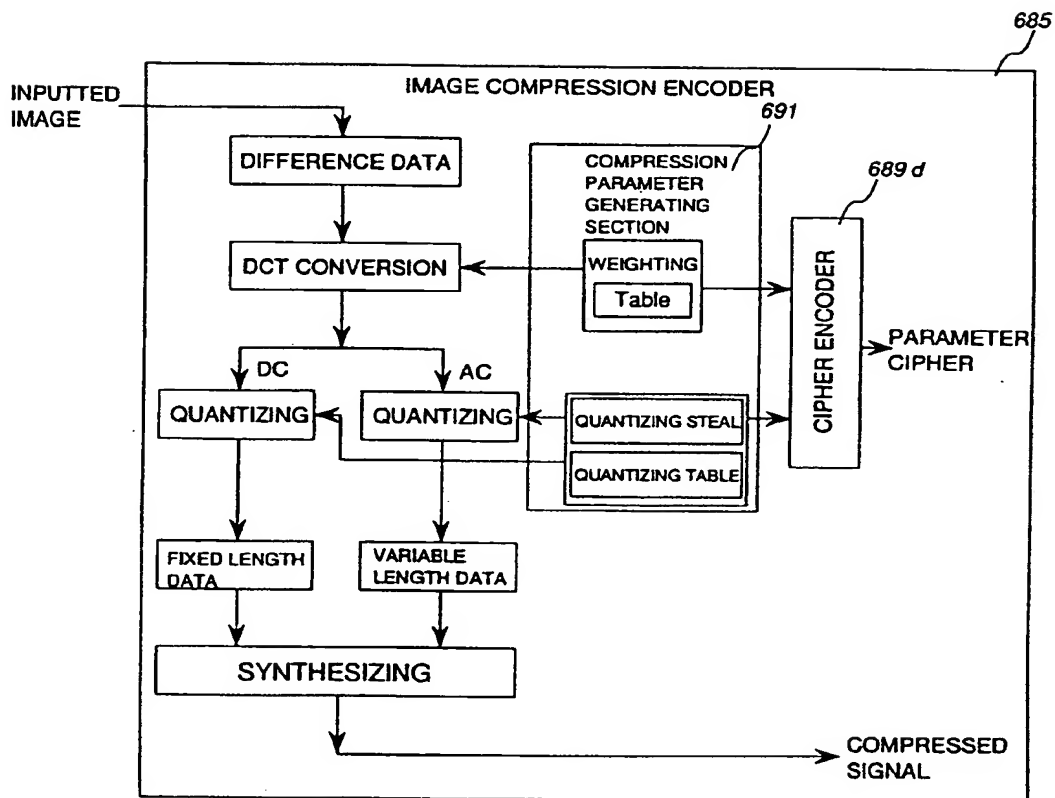 685
INPUTTED
IMAGE
IMAGE COMPRESSION ENCODER
691
DIFFERENCE DATA
COMPRESSION
PARAMETER
GENERATING
SECTION
689 d
DCT CONVERSION
WEIGHTING
Table
CIPHER ENCODER
PARAMETER
CIPHER
DC
AC
QUANTIZING
QUANTIZING
QUANTIZING STEAL
QUANTIZING TABLE
FIXED LENGTH
DATA
VARIABLE
LENGTH DATA
SYNTHESIZING
COMPRESSED
SIGNAL